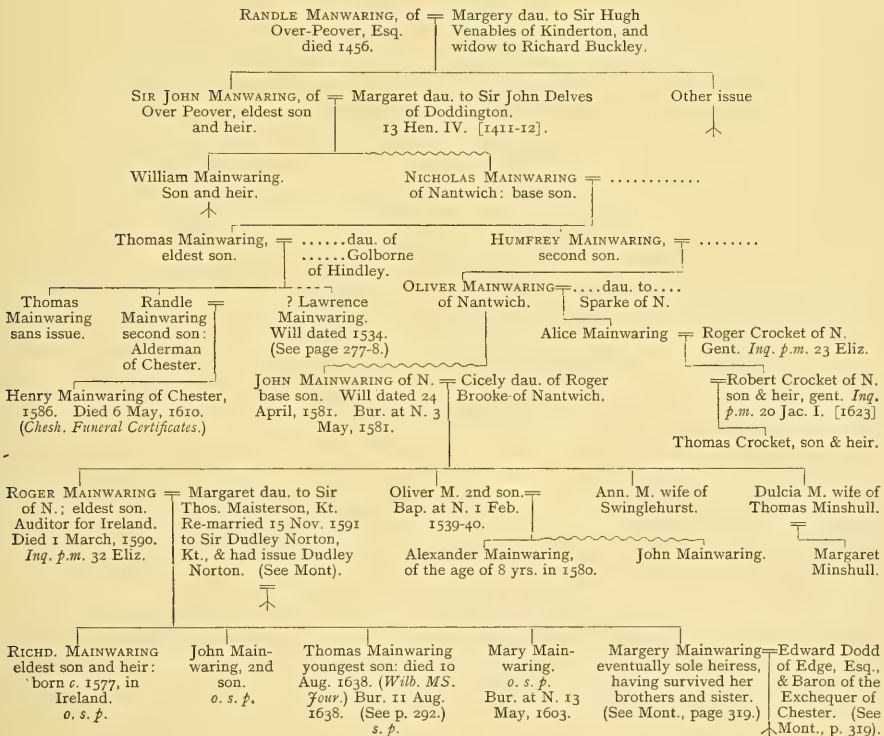 RANDLE MANWARING, of
Over-Peover, Esq.
died 1456.
Margery dau. to Sir Hugh
Venables of Kinderton, and
widow to Richard Buckley.
SIR JOHN MANWARING, of
Over Peover, eldest son
and heir.
Margaret dau. to Sir John Delves
of Doddington.
13 Hen. IV. [1411-12].
Other issue
William Mainwaring.
Son and heir.
NICHOLAS MAINWARING
of Nantwich: base son.
............
Thomas Mainwaring,
eldest son.
......dau. of
......Golborne
of Hindley.
HUMFREY MAINWARING,
second son.
........
Thomas
Mainwaring
sans issue.
Randle
Mainwaring
second son:
Alderman
of Chester.
? Lawrence
Mainwaring.
Will dated 1534.
(See page 277-8.)
OLIVER MAINWARING
of Nantwich.
....dau. to....
Sparke of N.
Alice Mainwaring
Roger Crocket of N.
Gent. Inq. p.m. 23 Eliz.
Henry Mainwaring of Chester,
1586. Died 6 May, 1610.
(Chesh. Funeral Certificates.)
JOHN MAINWARING of N.
base son. Will dated 24
April, 1581. Bur. at N. 3
May, 1581.
Cicely dau. of Roger
Brooke of Nantwich.
Robert Crocket of N.
son & heir, gent. Inq.
p.m. 20 Jac. I. [1623]
Thomas Crocket, son & heir.
ROGER MAINWARING
of N.; eldest son.
Auditor for Ireland.
Died 1 March, 1590.
Inq. p.m. 32 Eliz.
Margaret dau. to Sir
Thos. Maisterson, Kt.
Re-married 15 Nov. 1591
to Sir Dudley Norton,
Kt., & had issue Dudley
Norton. (See Mont).
Oliver M. 2nd son.
Bap. at N. 1 Feb.
1539-40.
Ann. M. wife of
Swinglehurst.
Dulcia M. wife of
Thomas Minshull.
Alexander Mainwaring,
of the age of 8 yrs. in 1580.
John Mainwaring.
Margaret
Minshull.
RICHD. MAINWARING
eldest son and heir:
born c. 1577, in
Ireland.
o. s. p.
John Main-
waring, 2nd
son.
o. s. p.
Thomas Mainwaring
youngest son: died 10
Aug. 1638. (Wilb. MS.
Jour.) Bur. 11 Aug.
1638. (See p. 292.)
s. p.
Mary Main-
waring.
o. s. p.
Bur. at N. 13
May, 1603.
Margery Mainwaring
eventually sole heiress,
having survived her
brothers and sister.
(See Mont., page 319.)
Edward Dodd
of Edge, Esq.,
& Baron of the
Exchequer of
Chester. (See
Mont., p. 319).